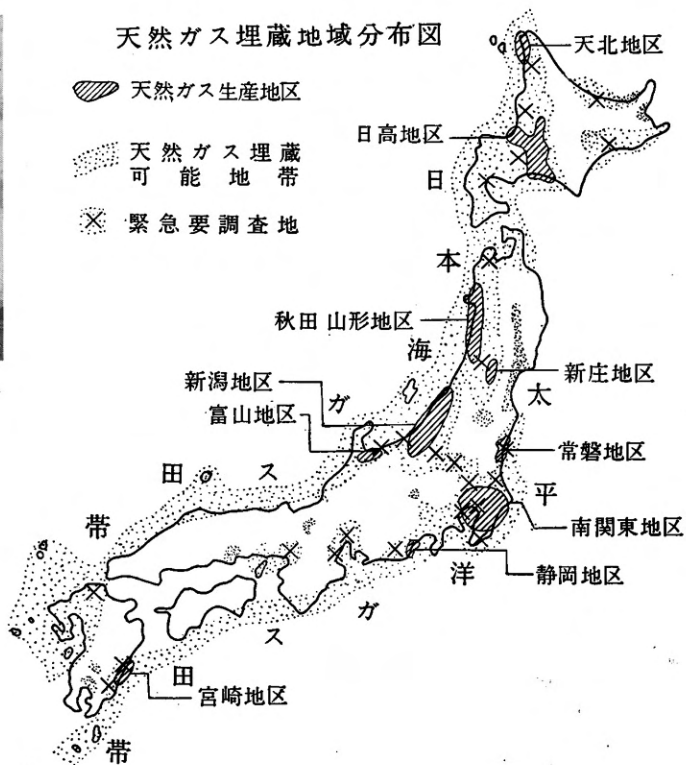 天然ガス埋蔵地域分布図
天然ガス生産地区
天然ガス埋蔵
可能地帯
緊急要調査地
天北地区
日高地区
秋田山形地区
新庄地区
新潟地区
富山地区
常磐地区
南関東地区
静岡地区
宮崎地区
日本海ガス田帯
太平洋ガス田帯